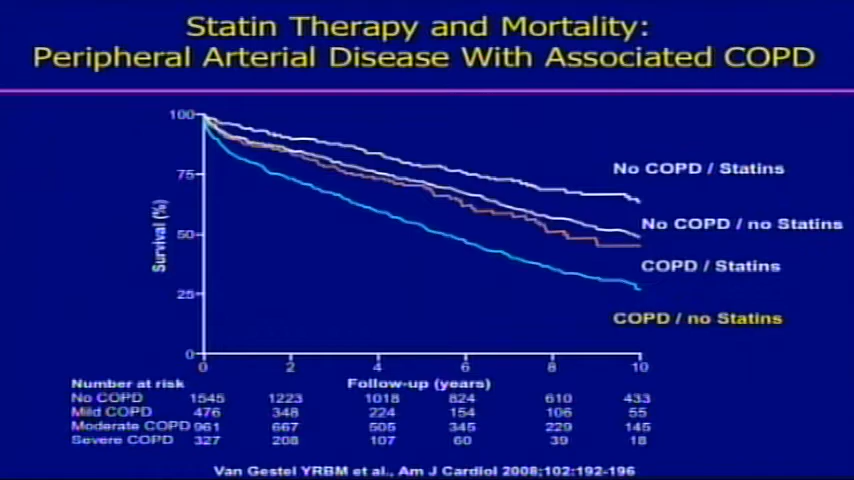 Statin Therapy and Mortality:
Peripheral Arterial Disease With Associated COPD
100
75
50
25
0
Survival (%)
No COPD / Statins
No COPD / no Statins
COPD / Statins
COPD / no Statins
0 2 4 6 8 10
Number at risk Follow-up (years)
No COPD 1545 1223 1018 824 610 433
Mild COPD 476 348 224 154 106 55
Moderate COPD 961 667 505 345 229 145
Severe COPD 327 208 107 60 39 18
Van Gestel YRBM et al., Am J Cardiol 2008;102:192-196